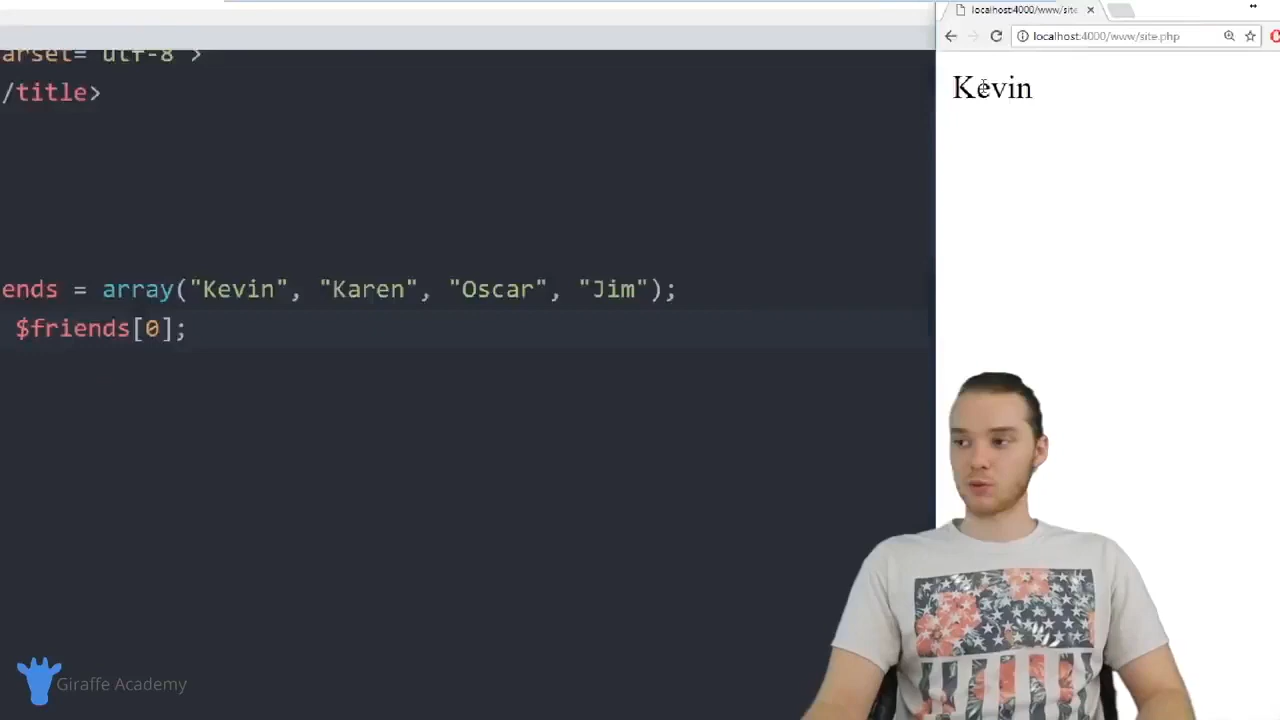 localhost:4000/www/site
localhost:4000/www/site.php
arset="utf-8">
/title>
Kevin
ends = array("Kevin", "Karen", "Oscar", "Jim");
$friends[0];
Giraffe Academy